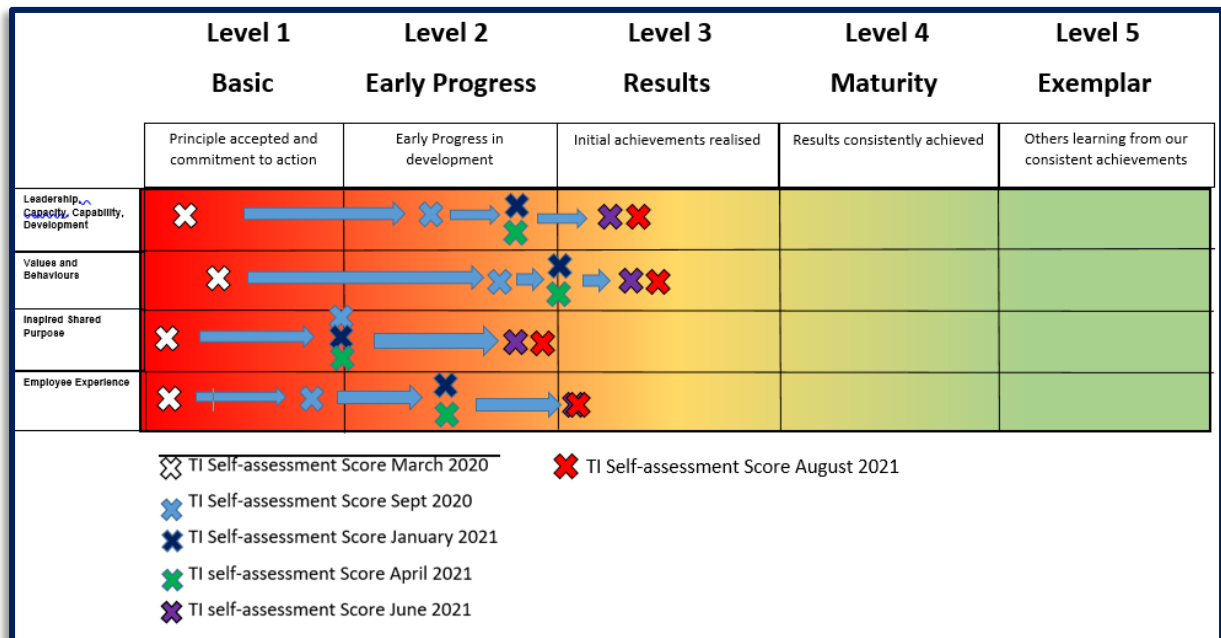 Level 1 Level 2 Level 3 Level 4 Level 5
Basic Early Progress Results Maturity Exemplar
Principle accepted and Early Progress in Initial achievements realised Results consistently achieved Others learning from our
commitment to action development consistent achievements
Leadership,
Capacity, Capability,
Development
Values and
Behaviours
Inspired Shared
Purpose
Employee Experience
TI Self-assessment Score March 2020 TI Self-assessment Score August 2021
TI Self-assessment Score Sept 2020
TI Self-assessment Score January 2021
TI self-assessment Score April 2021
TI self-assessment Score June 2021